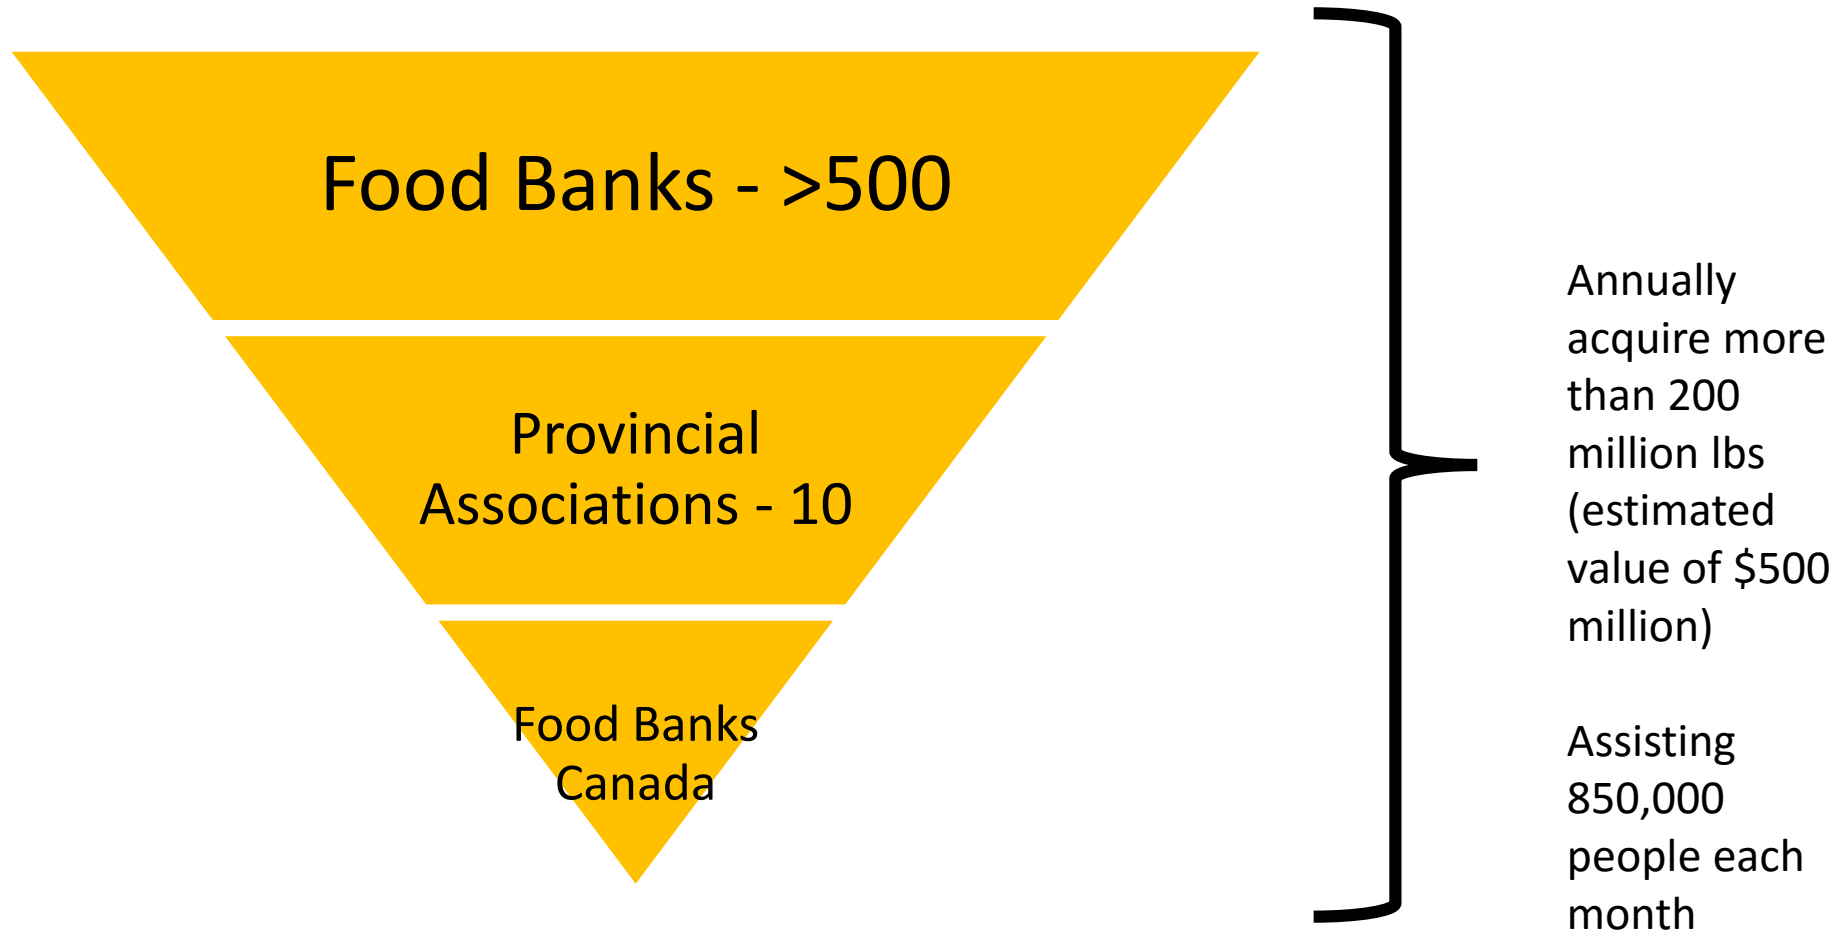 Food Banks - >500
Provincial
Associations - 10
Food Banks
Canada
Annually
acquire more
than 200
million lbs
(estimated
value of $500
million)
Assisting
850,000
people each
month